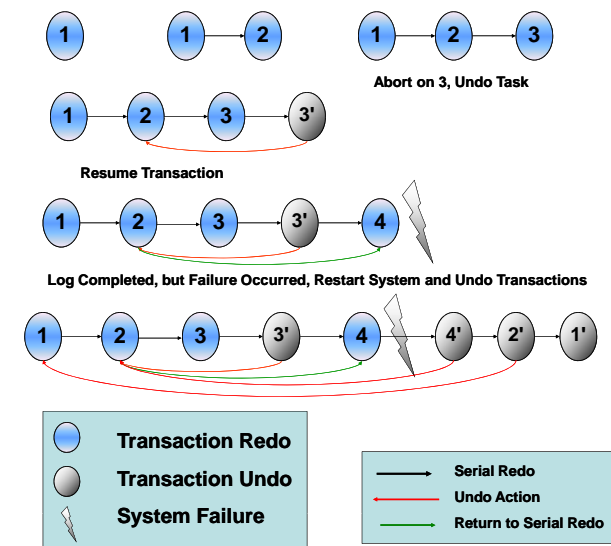 1 1 2 1 2 3
Abort on 3, Undo Task
1 2 3 3'
Resume Transaction
1 2 3 3' 4
Log Completed, but Failure Occurred, Restart System and Undo Transactions
1 2 3 3' 4 4' 2' 1'
Transaction Redo
Transaction Undo
System Failure
Serial Redo
Undo Action
Return to Serial Redo